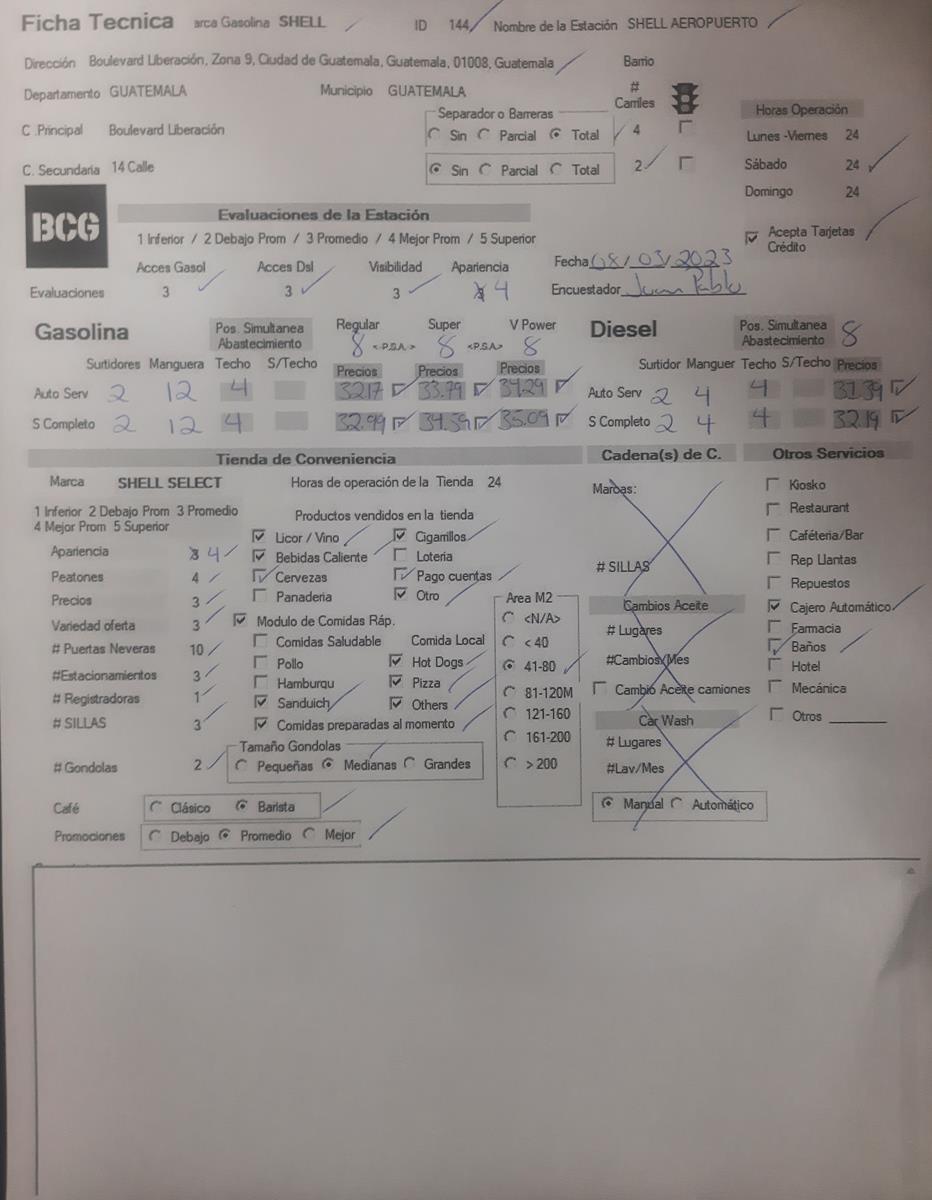 Ficha Tecnica arca Gasolina SHELL ID 144 Nombre de la Estación SHELL AEROPUERTO
Dirección Boulevard Liberación, Zona 9, Ciudad de Guatemala, Guatemala, 01008, Guatemala Barrio
Departamento GUATEMALA Municipio GUATEMALA # Carriles
Separador o Barreras Horas Operación
C .Principal Boulevard Liberación Sin Parcial Total 4 Lunes -Viernes 24
C. Secundaria 14 Calle Sin Parcial Total 2 Sábado 24
Domingo 24
BCG
Evaluaciones de la Estación
1 Inferior / 2 Debajo Prom / 3 Promedio / 4 Mejor Prom / 5 Superior
Acepta Tarjetas Crédito
Acces Gasol Acces Dsl Visibilidad Apariencia Fecha 08/03/2023
Evaluaciones 3 3 3 3 4 Encuestador Juan Pablo
Gasolina Pos. Simultanea Abastecimiento Regular Super V Power Diesel Pos. Simultanea Abastecimiento 8
8 <-P.S.A-> 8 <-P.S.A-> 8
Surtidores Manguera Techo S/Techo Precios Precios Precios Surtidor Manguer Techo S/Techo Precios
Auto Serv 2 12 4 32.17 33.79 34.29 Auto Serv 2 4 4 31.39
S Completo 2 12 4 32.99 34.59 35.09 S Completo 2 4 4 32.19
Tienda de Conveniencia Cadena(s) de C. Otros Servicios
Marca SHELL SELECT Horas de operación de la Tienda 24 Marcas: Kiosko
1 Inferior 2 Debajo Prom 3 Promedio
4 Mejor Prom 5 Superior
Productos vendidos en la tienda Restaurant
Licor / Vino Cigarrillos Caféteria/Bar
Apariencia 3 4 Bebidas Caliente Loteria # SILLAS Rep Llantas
Peatones 4 Cervezas Pago cuentas Repuestos
Precios 3 Panaderia Otro Area M2 Cambios Aceite Cajero Automático
Variedad oferta 3 Modulo de Comidas Ráp. <N/A> # Lugares Farmacia
# Puertas Neveras 10 Comidas Saludable Comida Local < 40 Baños
#Estacionamientos 3 Pollo Hot Dogs 41-80 #Cambios/Mes Hotel
# Registradoras 1 Hamburqu Pizza 81-120M Cambió Aceite camiones Mecánica
# SILLAS 3 Sanduich Others 121-160 Car Wash Otros
Comidas preparadas al momento 161-200 # Lugares
Tamaño Gondolas
# Gondolas 2 Pequeñas Medianas Grandes > 200 #Lav/Mes
Café Clásico Barista Manual Automático
Promociones Debajo Promedio Mejor